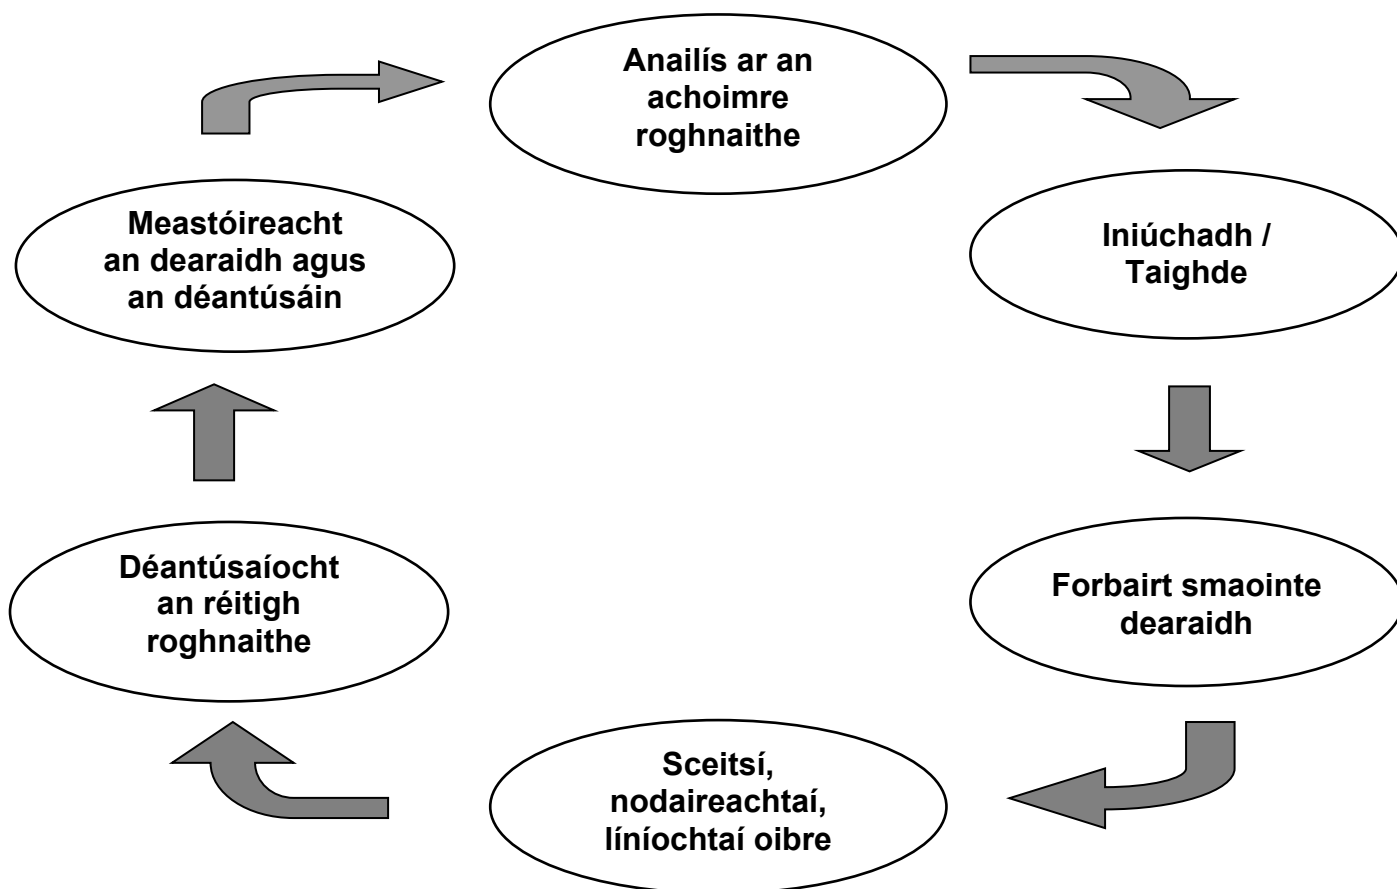 Anailís ar an
achoimre
roghnaithe
Iniúchadh /
Taighde
Forbairt smaointe
dearaidh
Sceitsí,
nodaireachtaí,
líníochtaí oibre
Déantúsaíocht
an réitigh
roghnaithe
Meastóireacht
an dearaidh agus
an déantúsáin